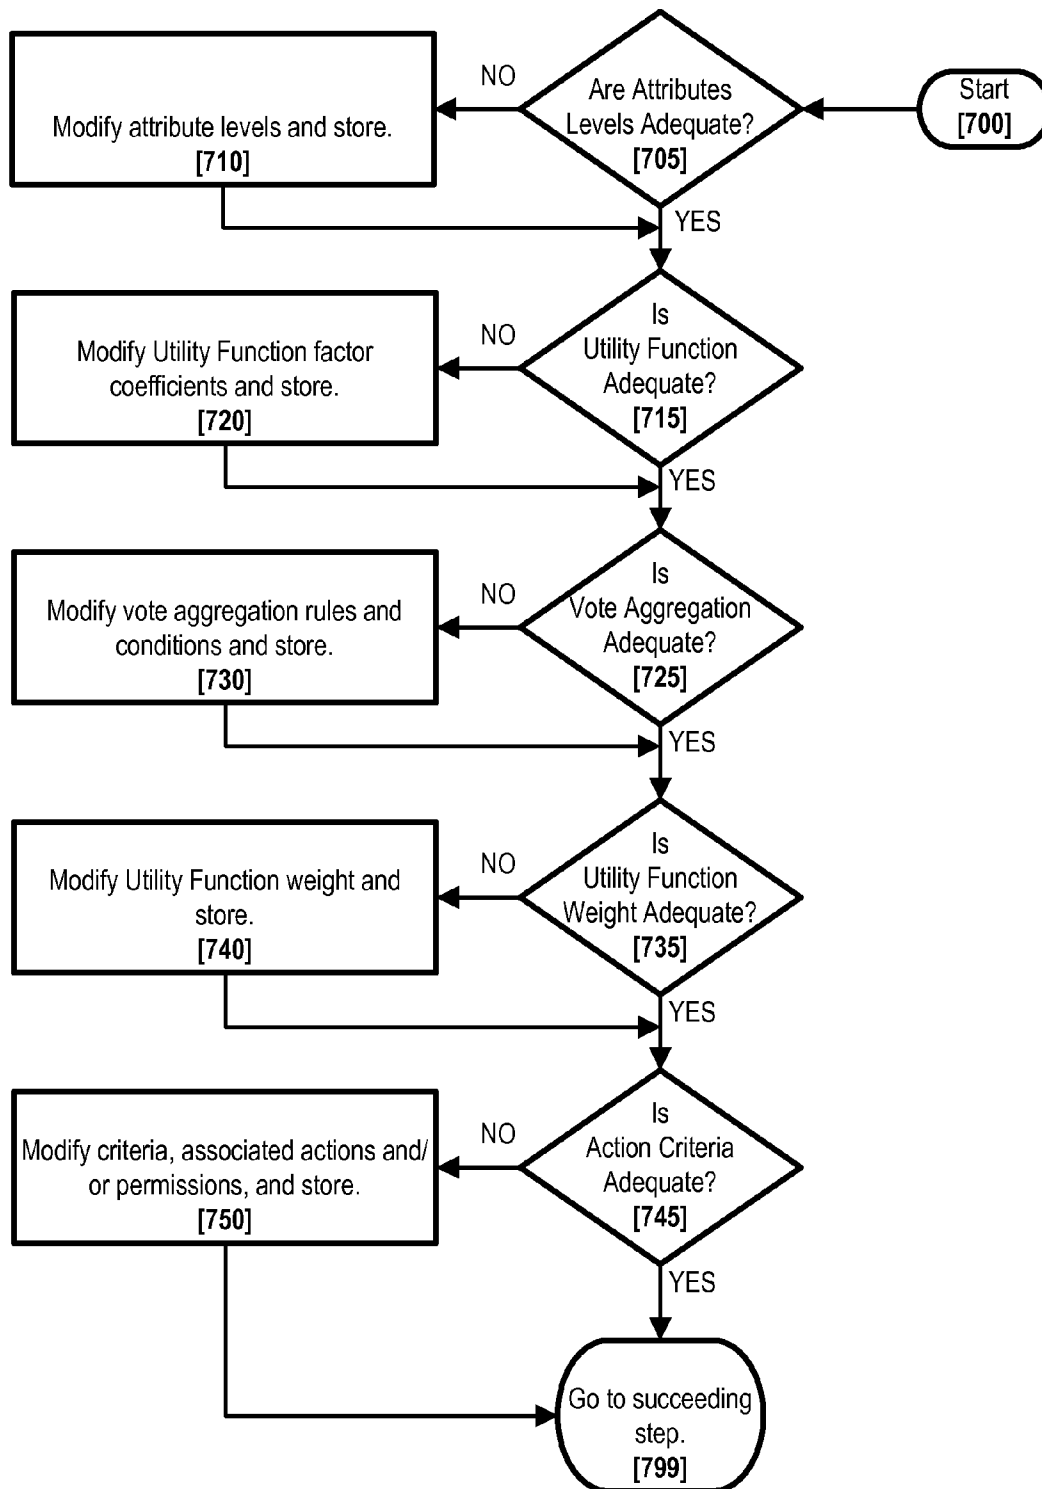 Start
[700]
Are Attributes
Levels Adequate?
[705]
NO
YES
Modify attribute levels and store.
[710]
Is
Utility Function
Adequate?
[715]
NO
YES
Modify Utility Function factor
coefficients and store.
[720]
Is
Vote Aggregation
Adequate?
[725]
NO
YES
Modify vote aggregation rules and
conditions and store.
[730]
Is
Utility Function
Weight Adequate?
[735]
NO
YES
Modify Utility Function weight and
store.
[740]
Is
Action Criteria
Adequate?
[745]
NO
YES
Modify criteria, associated actions and/
or permissions, and store.
[750]
Go to succeeding
step.
[799]